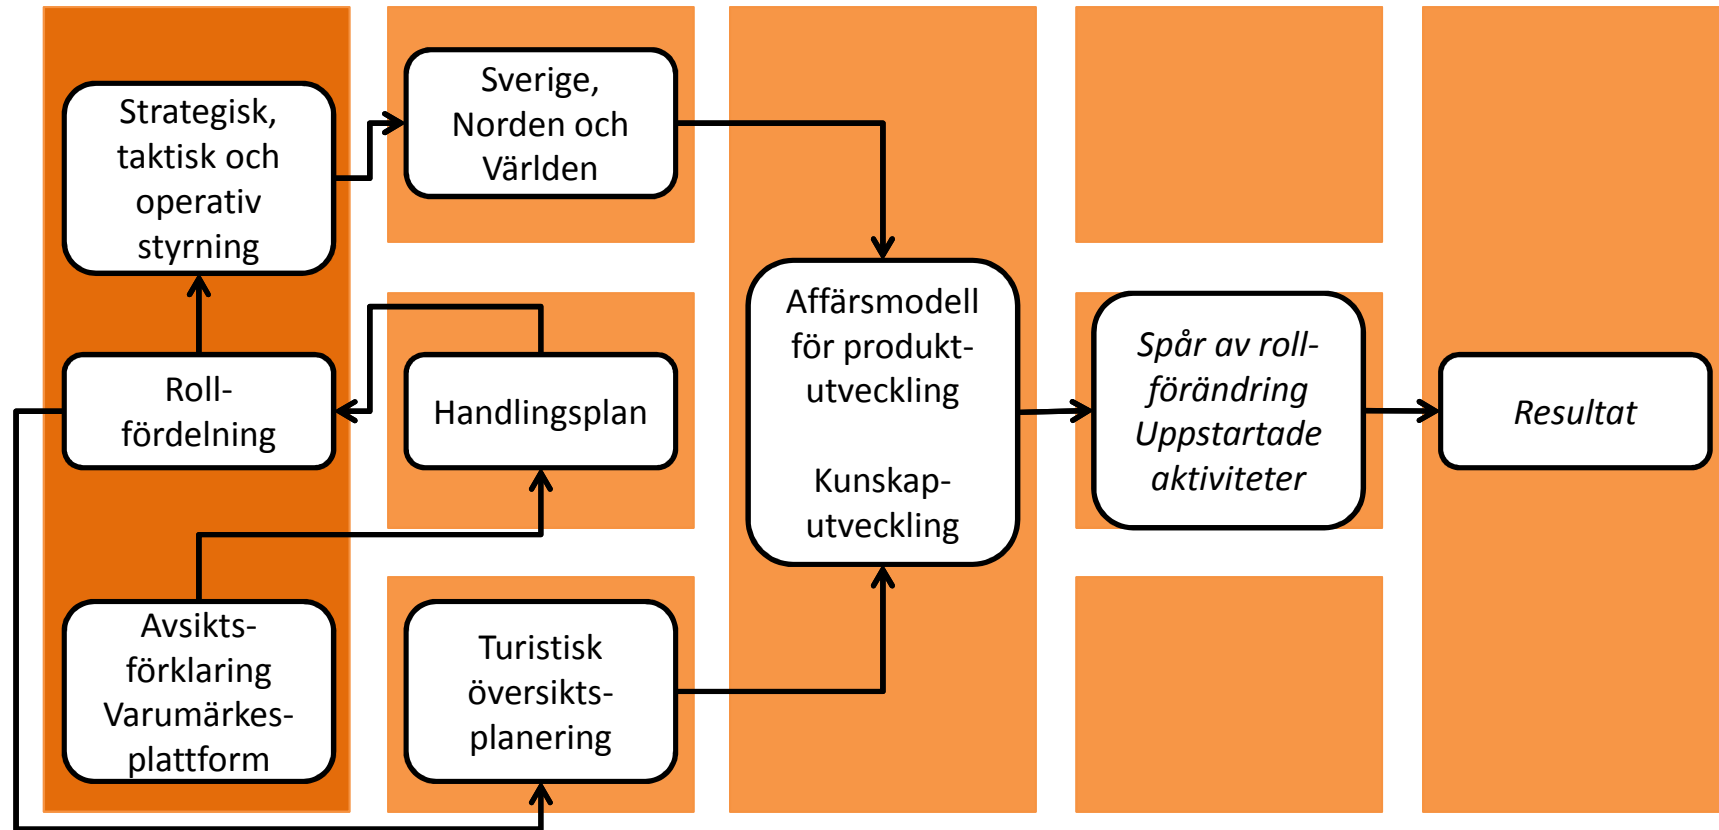 Strategisk,
taktisk och
operativ
styrning
Sverige,
Norden och
Världen
Roll-
fördelning
Handlingsplan
Affärsmodell
för produkt-
utveckling
Kunskap-
utveckling
Spår av roll-
förändring
Uppstartade
aktiviteter
Resultat
Avsikts-
förklaring
Varumärkes-
plattform
Turistisk
översikts-
planering